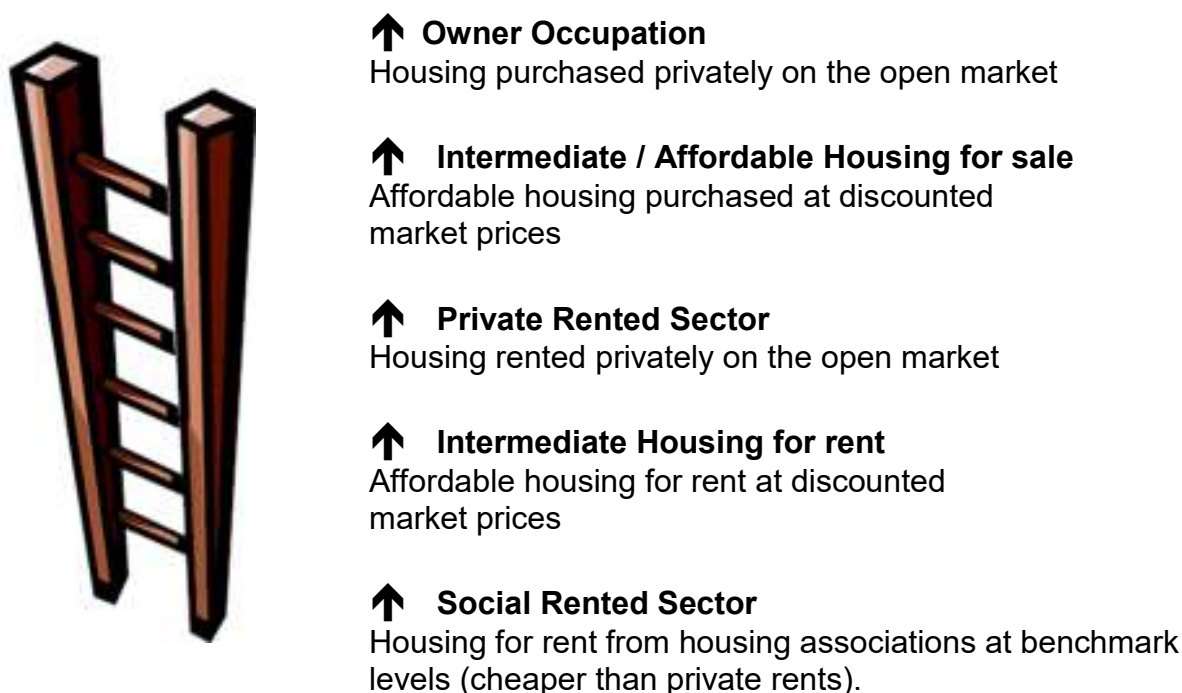 ↑ Owner Occupation
Housing purchased privately on the open market
↑ Intermediate / Affordable Housing for sale
Affordable housing purchased at discounted
market prices
↑ Private Rented Sector
Housing rented privately on the open market
↑ Intermediate Housing for rent
Affordable housing for rent at discounted
market prices
↑ Social Rented Sector
Housing for rent from housing associations at benchmark
levels (cheaper than private rents).